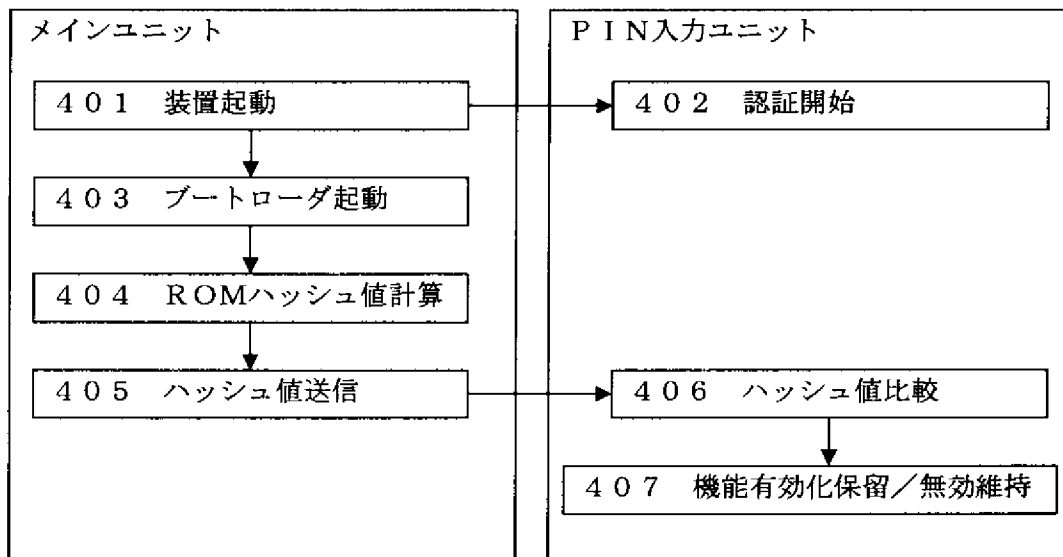 メインユニット
PIN入力ユニット
401 装置起動
402 認証開始
403 ブートローダ起動
404 ROMハッシュ値計算
405 ハッシュ値送信
406 ハッシュ値比較
407 機能有効化保留／無効維持